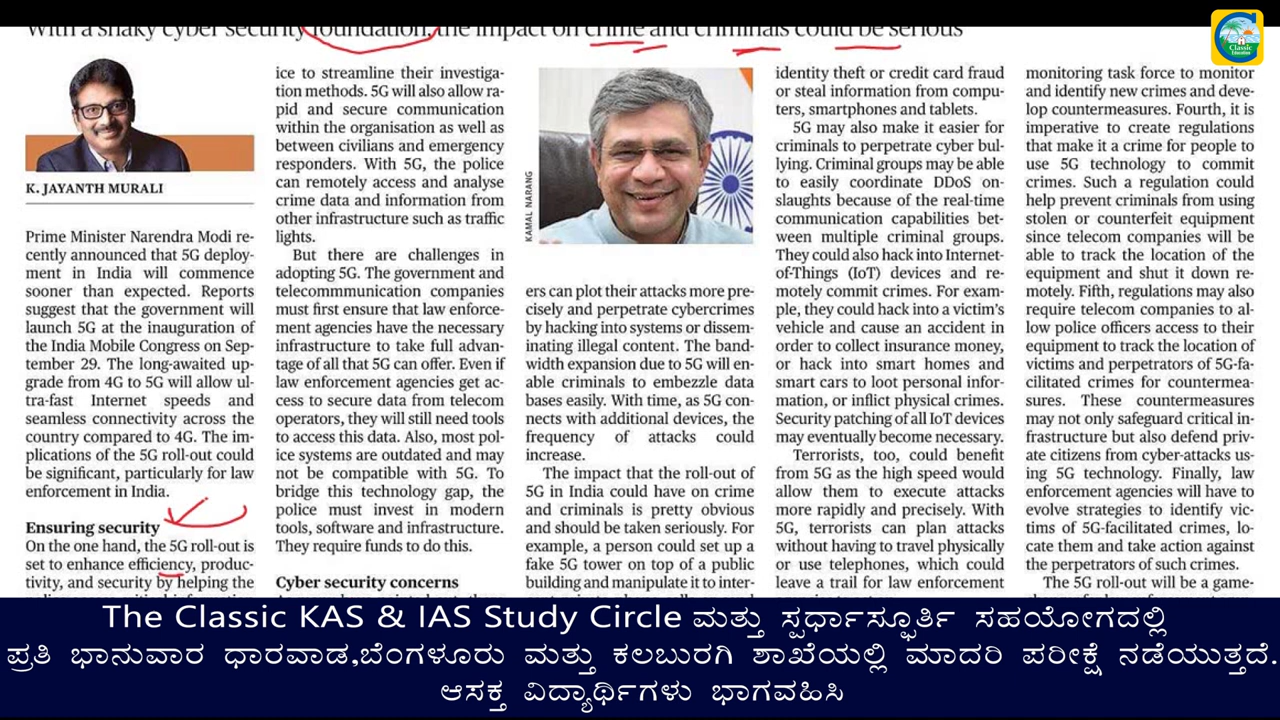 With a shaky cyber security foundation, the impact on crime and criminals could be serious
Classic
Education
K. JAYANTH MURALI
Prime Minister Narendra Modi re-
cently announced that 5G deploy-
ment in India will commence
sooner than expected. Reports
suggest that the government will
launch 5G at the inauguration of
the India Mobile Congress on Sep-
tember 29. The long-awaited up-
grade from 4G to 5G will allow ul-
tra-fast Internet speeds and
seamless connectivity across the
country compared to 4G. The im-
plications of the 5G roll-out could
be significant, particularly for law
enforcement in India.
Ensuring security
On the one hand, the 5G roll-out is
set to enhance efficiency, produc-
tivity, and security by helping the
ice to streamline their investiga-
tion methods. 5G will also allow ra-
pid and secure communication
within the organisation as well as
between civilians and emergency
responders. With 5G, the police
can remotely access and analyse
crime data and information from
other infrastructure such as traffic
lights.
But there are challenges in
adopting 5G. The government and
telecommmunication companies
must first ensure that law enforce-
ment agencies have the necessary
infrastructure to take full advan-
tage of all that 5G can offer. Even if
law enforcement agencies get ac-
cess to secure data from telecom
operators, they will still need tools
to access this data. Also, most pol-
ice systems are outdated and may
not be compatible with 5G. To
bridge this technology gap, the
police must invest in modern
tools, software and infrastructure.
They require funds to do this.
Cyber security concerns
KAMAL NARANG
ers can plot their attacks more pre-
cisely and perpetrate cybercrimes
by hacking into systems or dissem-
inating illegal content. The band-
width expansion due to 5G will en-
able criminals to embezzle data
bases easily. With time, as 5G con-
nects with additional devices, the
frequency of attacks could
increase.
The impact that the roll-out of
5G in India could have on crime
and criminals is pretty obvious
and should be taken seriously. For
example, a person could set up a
fake 5G tower on top of a public
building and manipulate it to inter-
identity theft or credit card fraud
or steal information from compu-
ters, smartphones and tablets.
5G may also make it easier for
criminals to perpetrate cyber bul-
lying. Criminal groups may be able
to easily coordinate DDoS on-
slaughts because of the real-time
communication capabilities bet-
ween multiple criminal groups.
They could also hack into Internet-
of-Things (IoT) devices and re-
motely commit crimes. For exam-
ple, they could hack into a victim's
vehicle and cause an accident in
order to collect insurance money,
or hack into smart homes and
smart cars to loot personal infor-
mation, or inflict physical crimes.
Security patching of all IoT devices
may eventually become necessary.
Terrorists, too, could benefit
from 5G as the high speed would
allow them to execute attacks
more rapidly and precisely. With
5G, terrorists can plan attacks
without having to travel physically
or use telephones, which could
leave a trail for law enforcement
monitoring task force to monitor
and identify new crimes and deve-
lop countermeasures. Fourth, it is
imperative to create regulations
that make it a crime for people to
use 5G technology to commit
crimes. Such a regulation could
help prevent criminals from using
stolen or counterfeit equipment
since telecom companies will be
able to track the location of the
equipment and shut it down re-
motely. Fifth, regulations may also
require telecom companies to al-
low police officers access to their
equipment to track the location of
victims and perpetrators of 5G-fa-
cilitated crimes for countermea-
sures. These countermeasures
may not only safeguard critical in-
frastructure but also defend priv-
ate citizens from cyber-attacks us-
ing 5G technology. Finally, law
enforcement agencies will have to
evolve strategies to identify vic-
tims of 5G-facilitated crimes, lo-
cate them and take action against
the perpetrators of such crimes.
The 5G roll-out will be a game-
The Classic KAS & IAS Study Circle ಮತ್ತು ಸ್ಪರ್ಧಾಸ್ಫೂರ್ತಿ ಸಹಯೋಗದಲ್ಲಿ
ಪ್ರತಿ ಭಾನುವಾರ ಧಾರವಾಡ,ಬೆಂಗಳೂರು ಮತ್ತು ಕಲಬುರಗಿ ಶಾಖೆಯಲ್ಲಿ ಮಾದರಿ ಪರೀಕ್ಷೆ ನಡೆಯುತ್ತದೆ.
ಆಸಕ್ತ ವಿದ್ಯಾರ್ಥಿಗಳು ಭಾಗವಹಿಸಿ